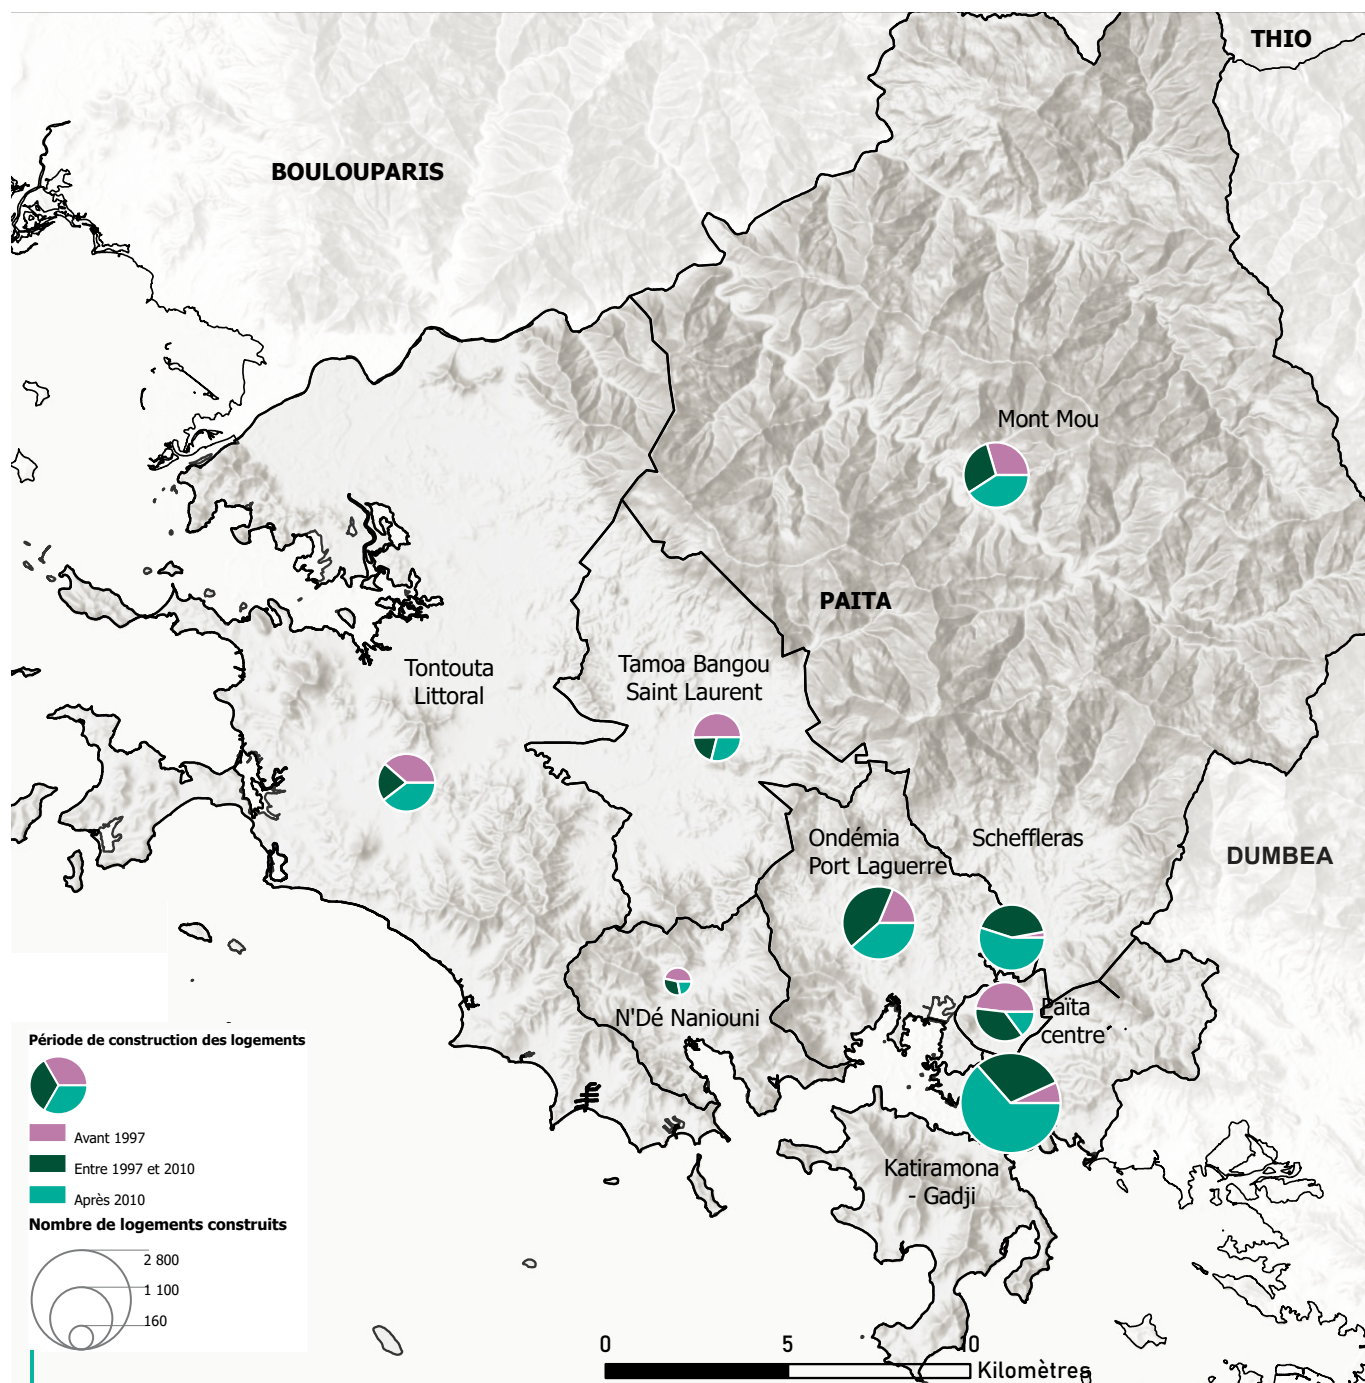 THIO
BOULOUPARIS
Mont Mou
PAITA
Tontouta
Littoral
Tamoa Bangou
Saint Laurent
Ondémia
Port Laguerre
Scheffleras
DUMBEA
N'Dé Naniouni
Païta
centre
Katiramona
- Gadji
Période de construction des logements
Avant 1997
Entre 1997 et 2010
Après 2010
Nombre de logements construits
2 800
1 100
160
0 5 10
Kilomètres